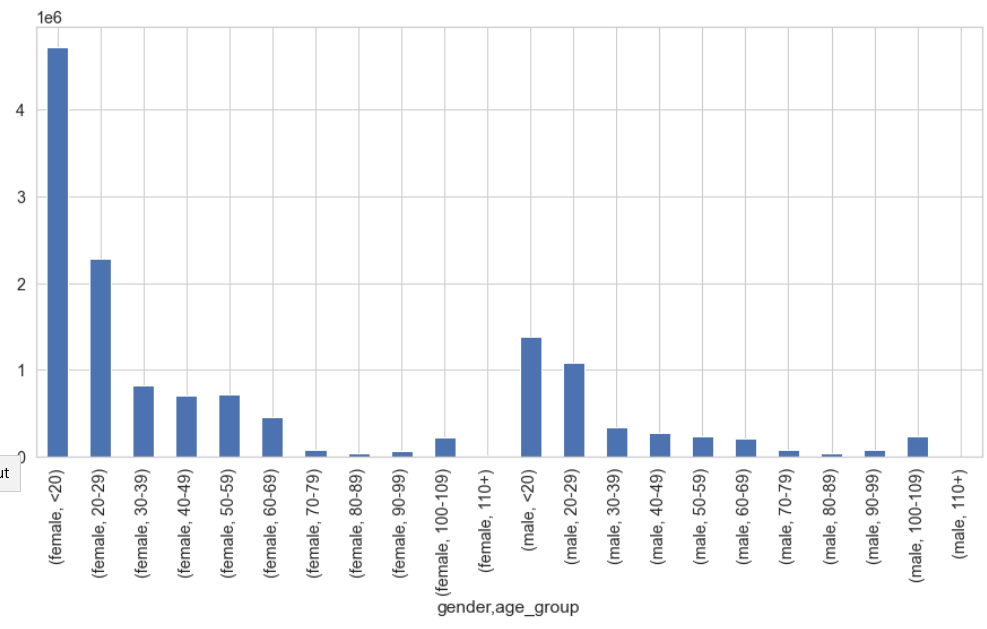 1e6
4
3
2
1
0
ut
(female, <20)
(female, 20-29)
(female, 30-39)
(female, 40-49)
(female, 50-59)
(female, 60-69)
(female, 70-79)
(female, 80-89)
(female, 90-99)
(female, 100-109)
(female, 110+)
(male, <20)
(male, 20-29)
(male, 30-39)
(male, 40-49)
(male, 50-59)
(male, 60-69)
(male, 70-79)
(male, 80-89)
(male, 90-99)
(male, 100-109)
(male, 110+)
gender,age_group